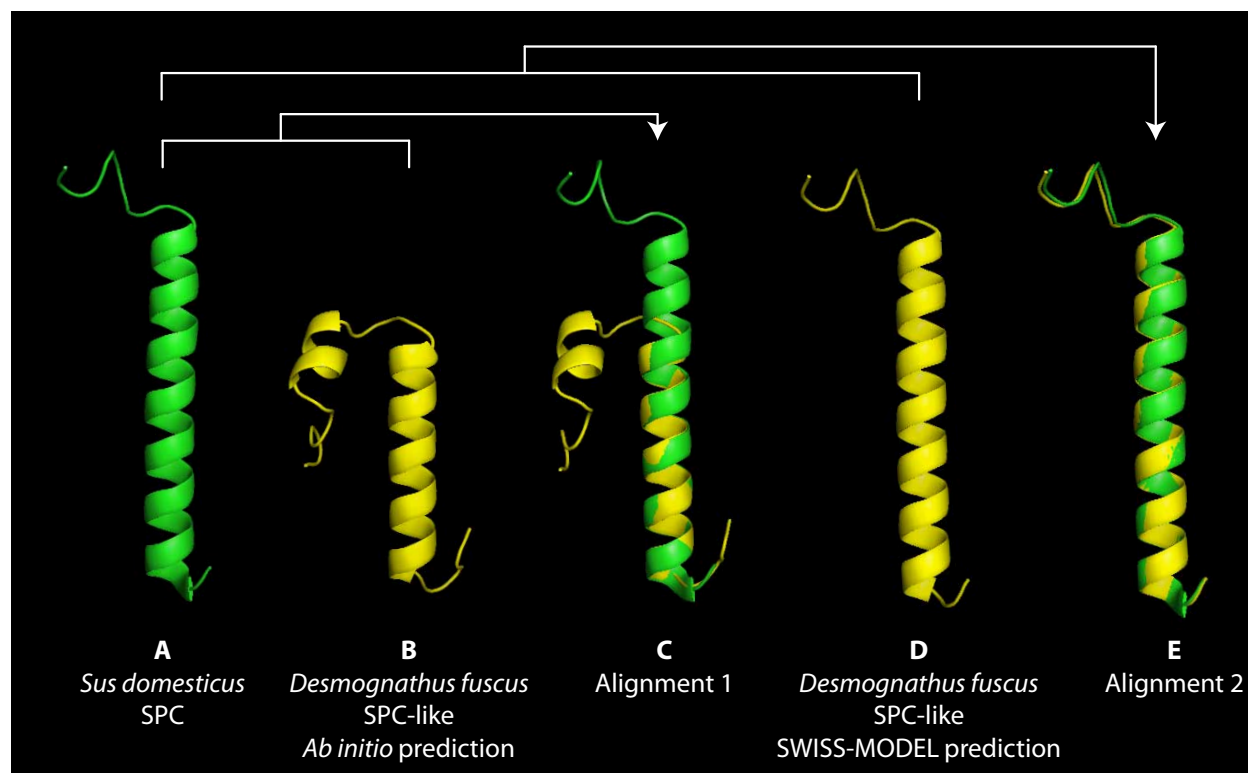 A
Sus domesticus
SPC
B
Desmognathus fuscus
SPC-like
Ab initio prediction
C
Alignment 1
D
Desmognathus fuscus
SPC-like
SWISS-MODEL prediction
E
Alignment 2